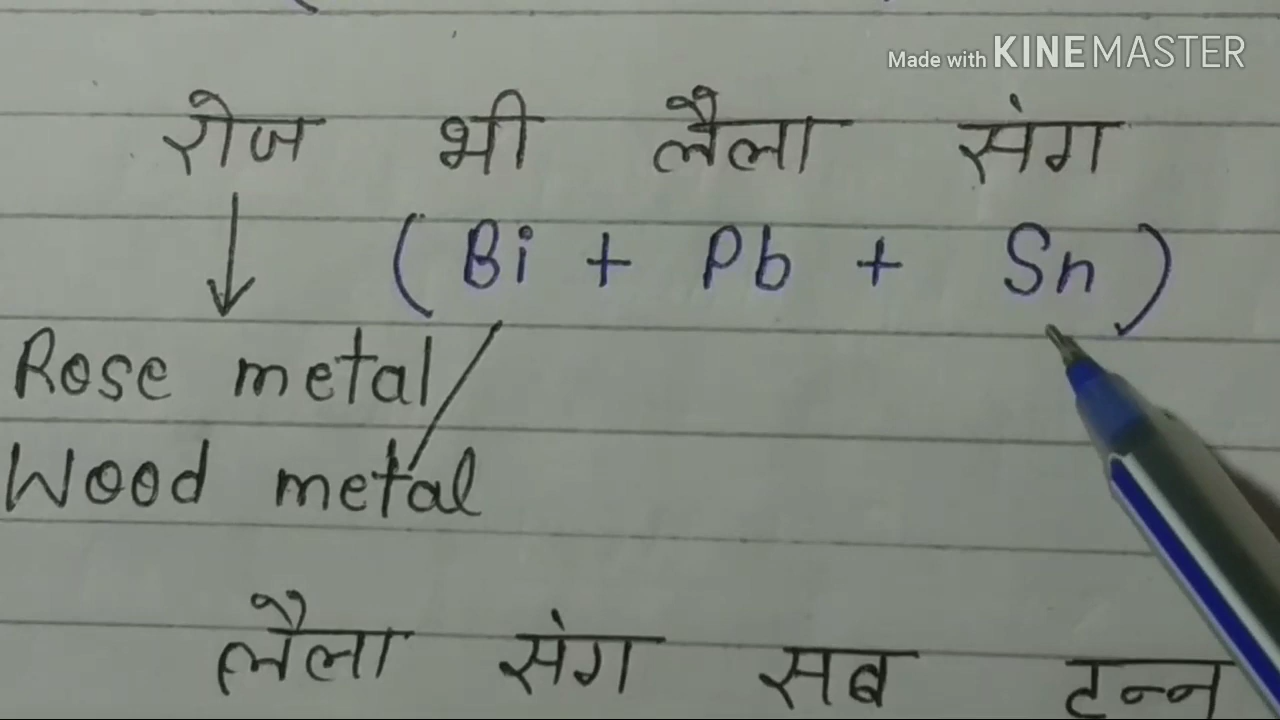 Made with KINEMASTER
रोज भी लैला संग
( Bi + Pb + Sn )
Rose metal/
Wood metal
लैला संग सब टन्न